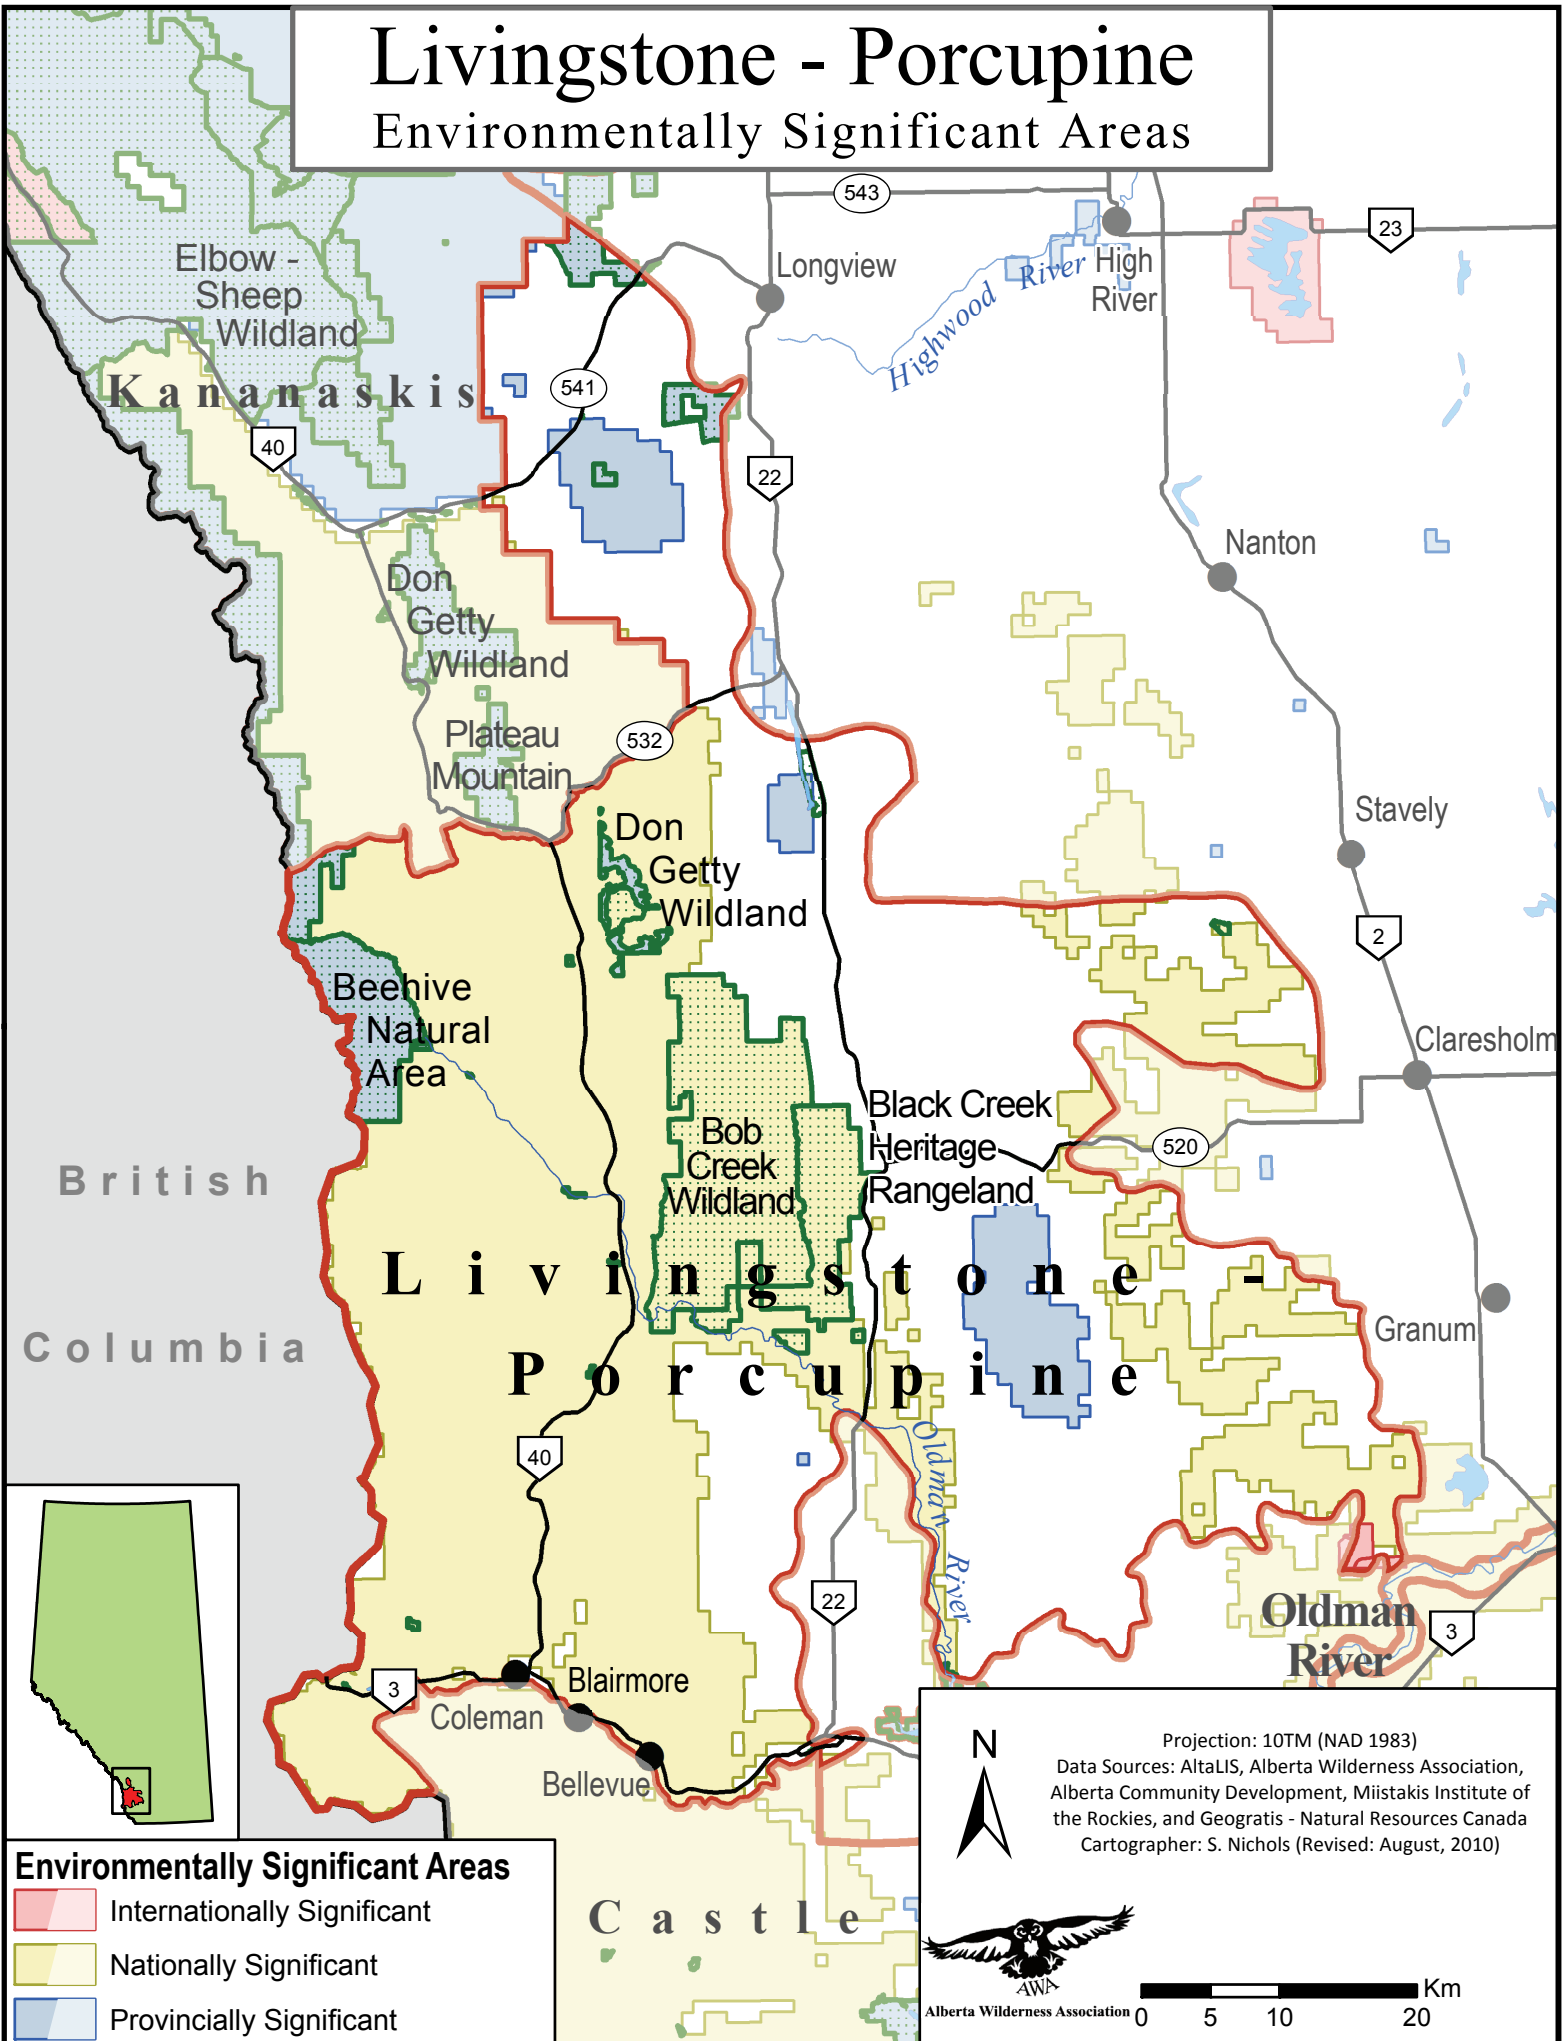 Livingstone - Porcupine
Environmentally Significant Areas
543
23
Elbow -
Sheep
Wildland
Longview
Highwood River
High
River
Kananaskis
541
40
22
Nanton
Don
Getty
Wildland
Plateau
Mountain
532
Stavely
Don
Getty
Wildland
2
Beehive
Natural
Area
Claresholm
Black Creek
Heritage
Rangeland
Bob
Creek
Wildland
520
British
Columbia
Livingstone -
Porcupine
Granum
40
Oldman River
22
Oldman
River
3
3
Blairmore
Coleman
Bellevue
Castle
N
Projection: 10TM (NAD 1983)
Data Sources: AltaLIS, Alberta Wilderness Association,
Alberta Community Development, Miistakis Institute of
the Rockies, and Geogratis - Natural Resources Canada
Cartographer: S. Nichols (Revised: August, 2010)
Environmentally Significant Areas
Internationally Significant
Nationally Significant
Provincially Significant
AWA
Alberta Wilderness Association
Km
0 5 10 20